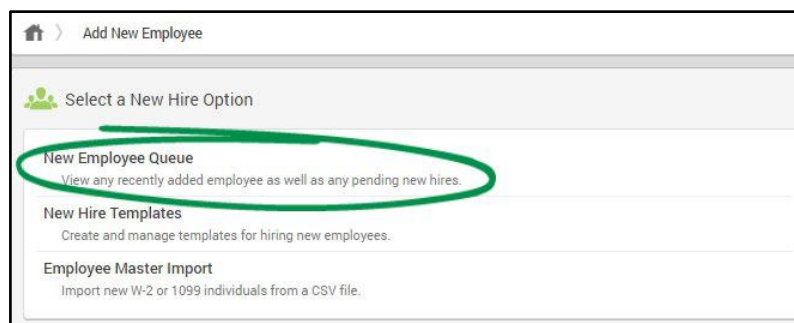 Add New Employee
Select a New Hire Option
New Employee Queue
View any recently added employee as well as any pending new hires.
New Hire Templates
Create and manage templates for hiring new employees.
Employee Master Import
Import new W-2 or 1099 individuals from a CSV file.